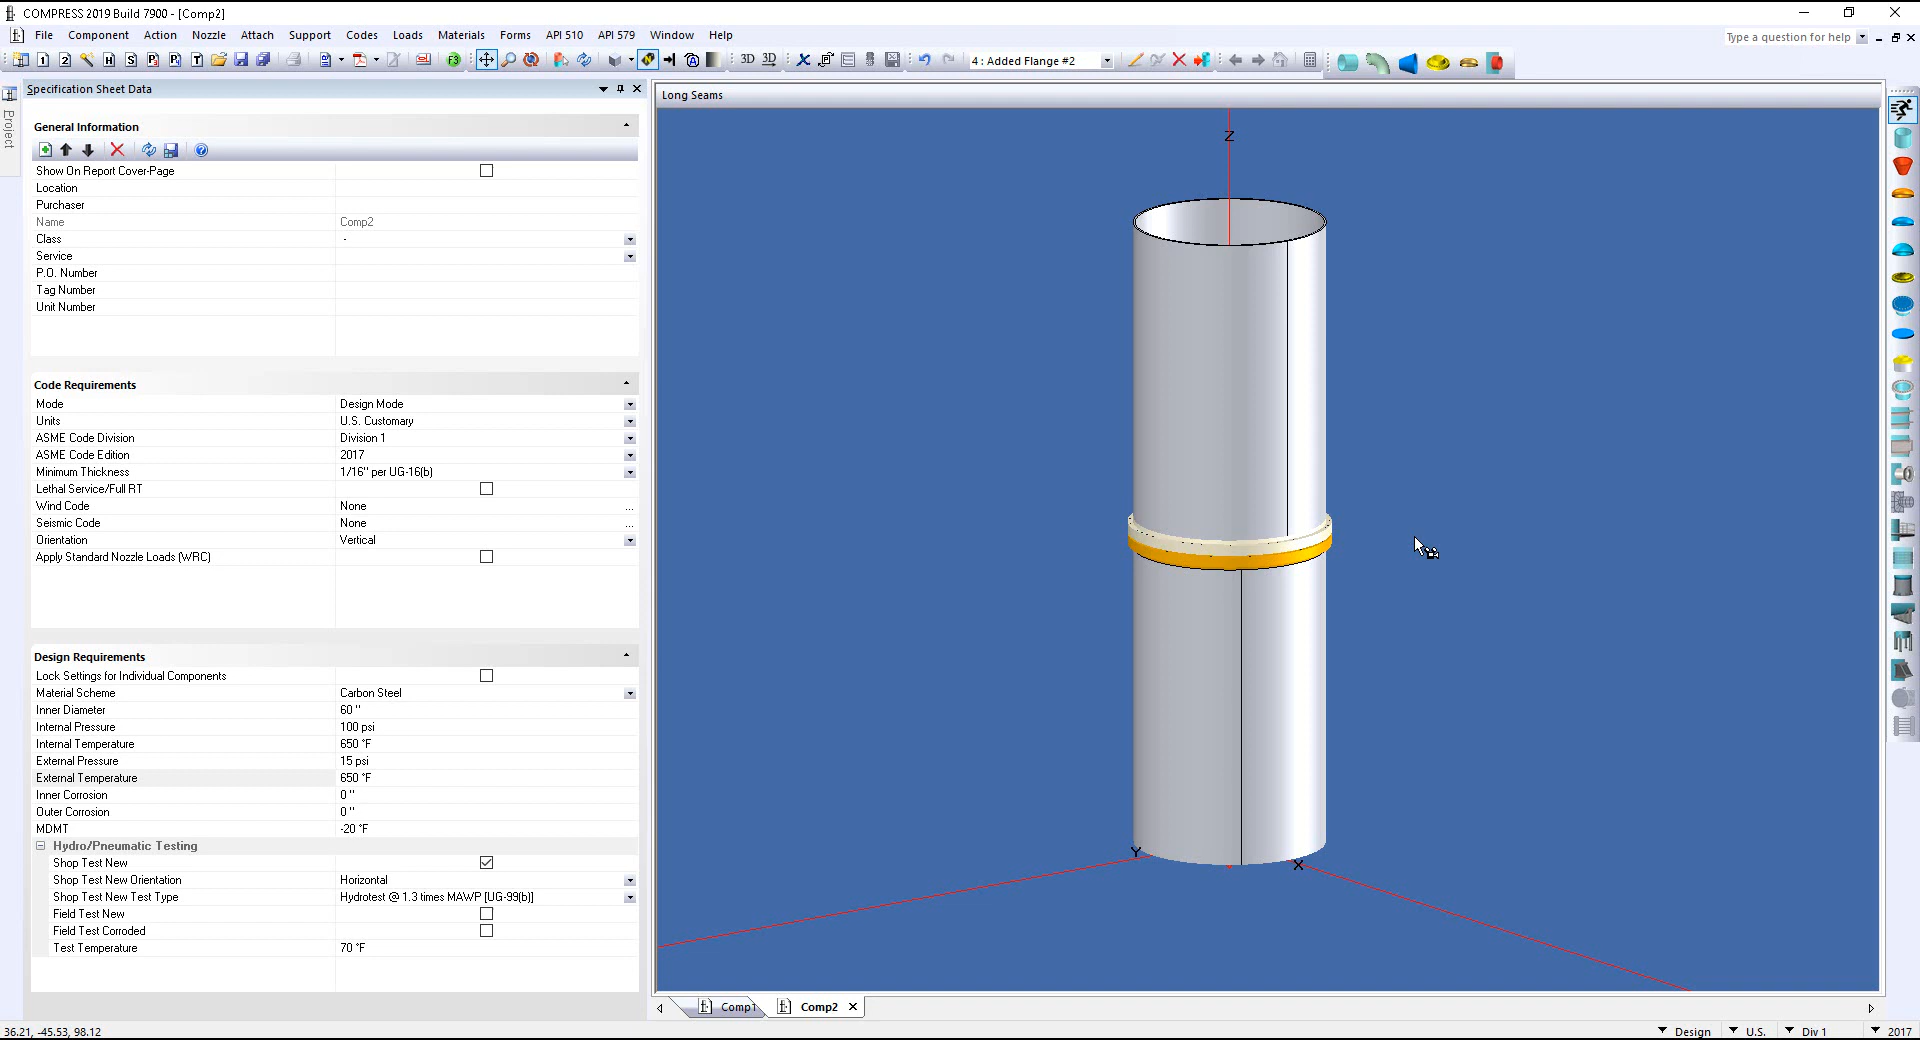 COMPRESS 2019 Build 7900 - [Comp2]
File Component Action Nozzle Attach Support Codes Loads Materials Forms API 510 API 579 Window Help
Type a question for help
1 2 H S T F3 A 3D 3D 4 : Added Flange #2
Project
Specification Sheet Data
General Information
Show On Report Cover-Page
Location
Purchaser
Name Comp2
Class -
Service
P.O. Number
Tag Number
Unit Number
Code Requirements
Mode Design Mode
Units U.S. Customary
ASME Code Division Division 1
ASME Code Edition 2017
Minimum Thickness 1/16" per UG-16(b)
Lethal Service/Full RT
Wind Code None ...
Seismic Code None ...
Orientation Vertical
Apply Standard Nozzle Loads (WRC)
Design Requirements
Lock Settings for Individual Components
Material Scheme Carbon Steel
Inner Diameter 60 "
Internal Pressure 100 psi
Internal Temperature 650 °F
External Pressure 15 psi
External Temperature 650 °F
Inner Corrosion 0 "
Outer Corrosion 0 "
MDMT -20 °F
Hydro/Pneumatic Testing
Shop Test New
Shop Test New Orientation Horizontal
Shop Test New Test Type Hydrotest @ 1.3 times MAWP [UG-99(b)]
Field Test New
Field Test Corroded
Test Temperature 70 °F
Long Seams
Z
Y
X
Comp1 Comp2
36.21, -45.53, 98.12
Design U.S. Div 1 2017